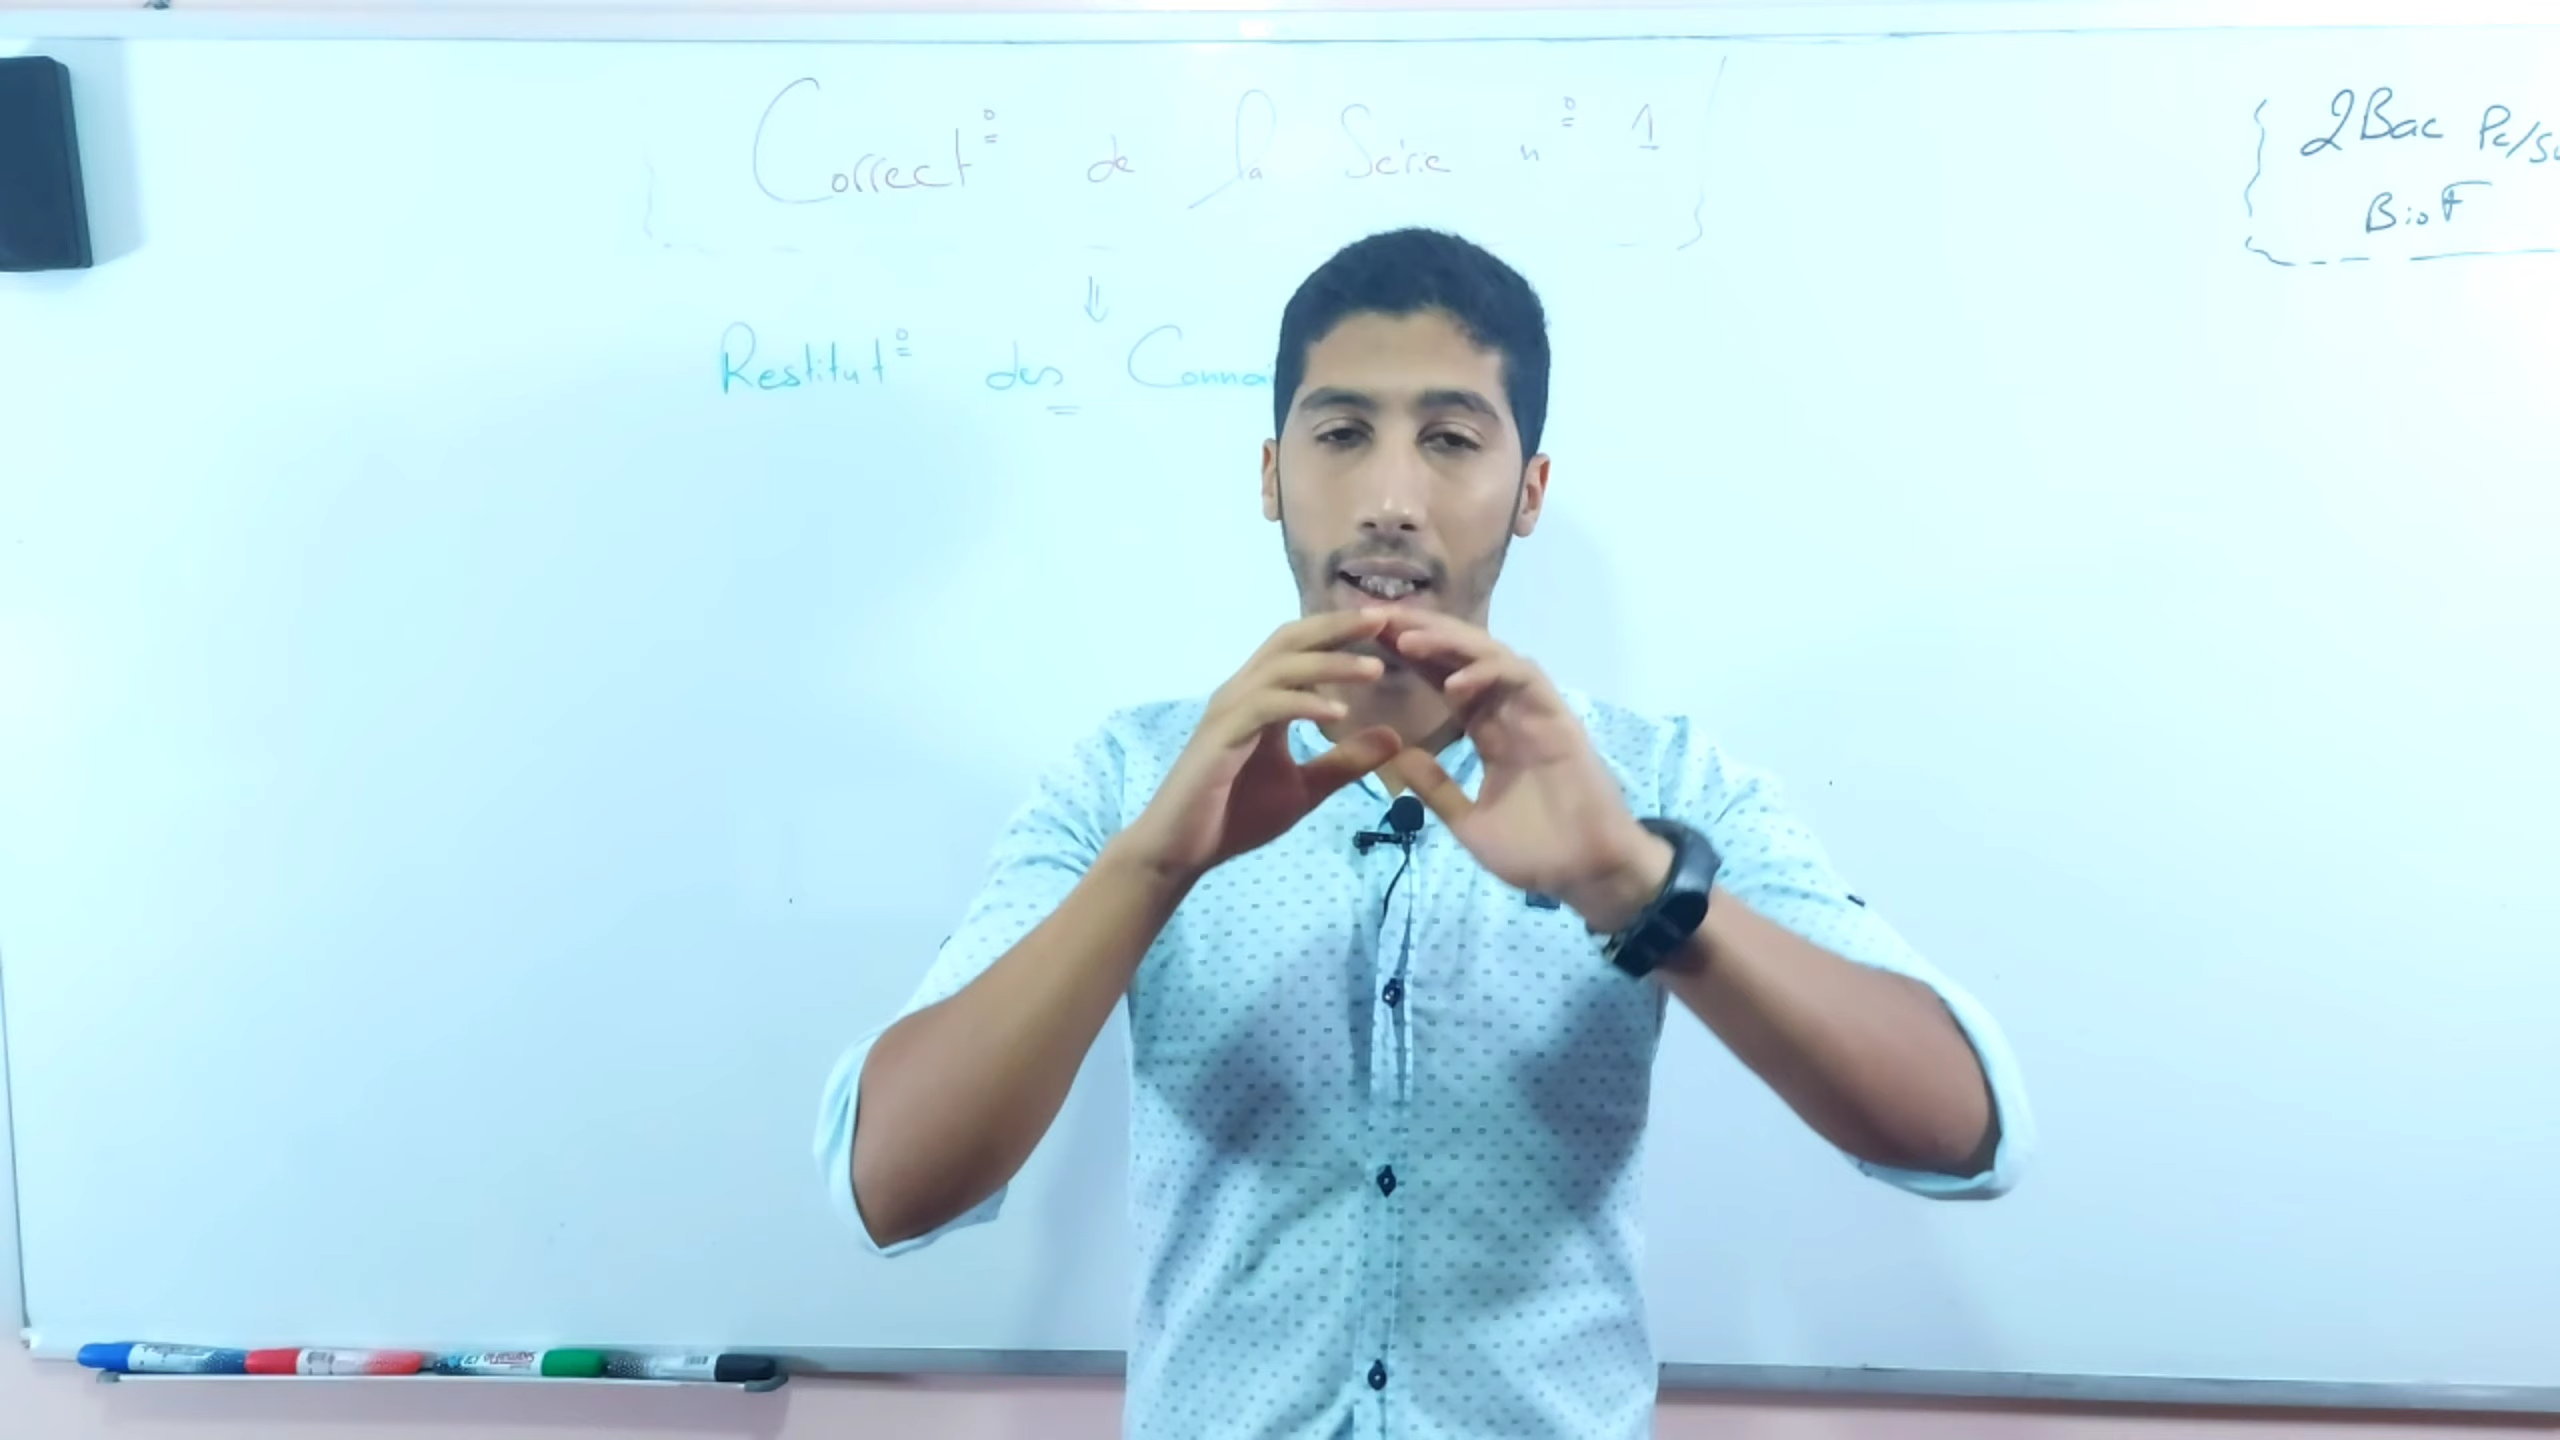 Correct° de la Série n° 1
Restitut° des
2Bac Pc/
BioF